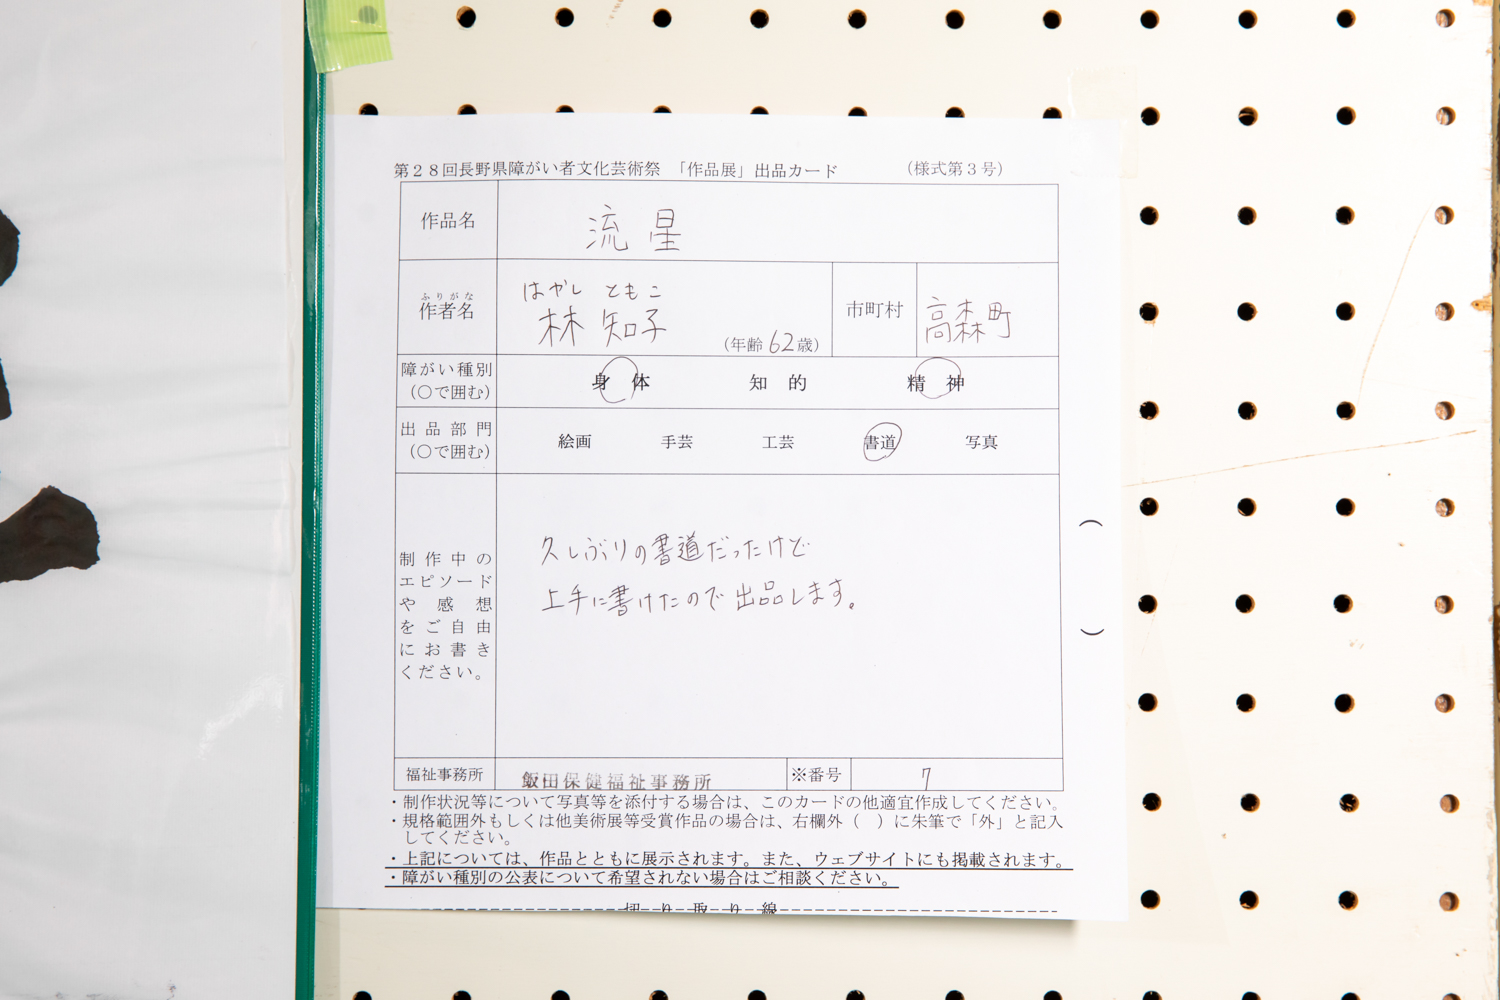 第28回長野県障がい者文化芸術祭 「作品展」出品カード (様式第3号)
作品名
流星
ふりがな
作者名
はやし ともこ
林 知子
(年齢 62歳)
市町村
高森町
障がい種別
(○で囲む)
身 体 知 的 精 神
出品部門
(○で囲む)
絵画 手芸 工芸 書道 写真
制作中の
エピソード
や感想
をご自由
にお書き
ください。
久しぶりの書道だったけど
上手に書けたので出品します。
( )
福祉事務所
飯田保健福祉事務所
※番号
7
・制作状況等について写真等を添付する場合は、このカードの他適宜作成してください。
・規格範囲外もしくは他美術展等受賞作品の場合は、右欄外( )に朱筆で「外」と記入
してください。
・上記については、作品とともに展示されます。また、ウェブサイトにも掲載されます。
・障がい種別の公表について希望されない場合はご相談ください。
切り取り線